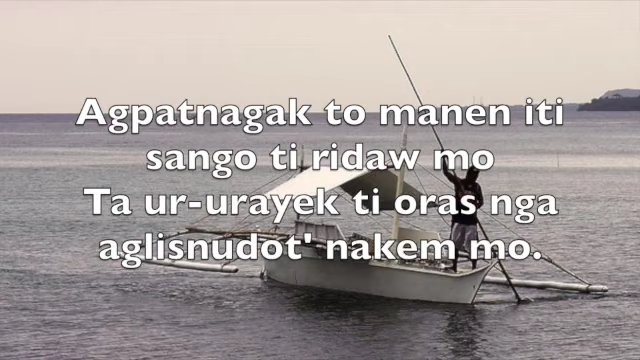 Agpatnagak to manen iti
sango ti ridaw mo
Ta ur-urayek ti oras nga
aglisnudot' nakem mo.